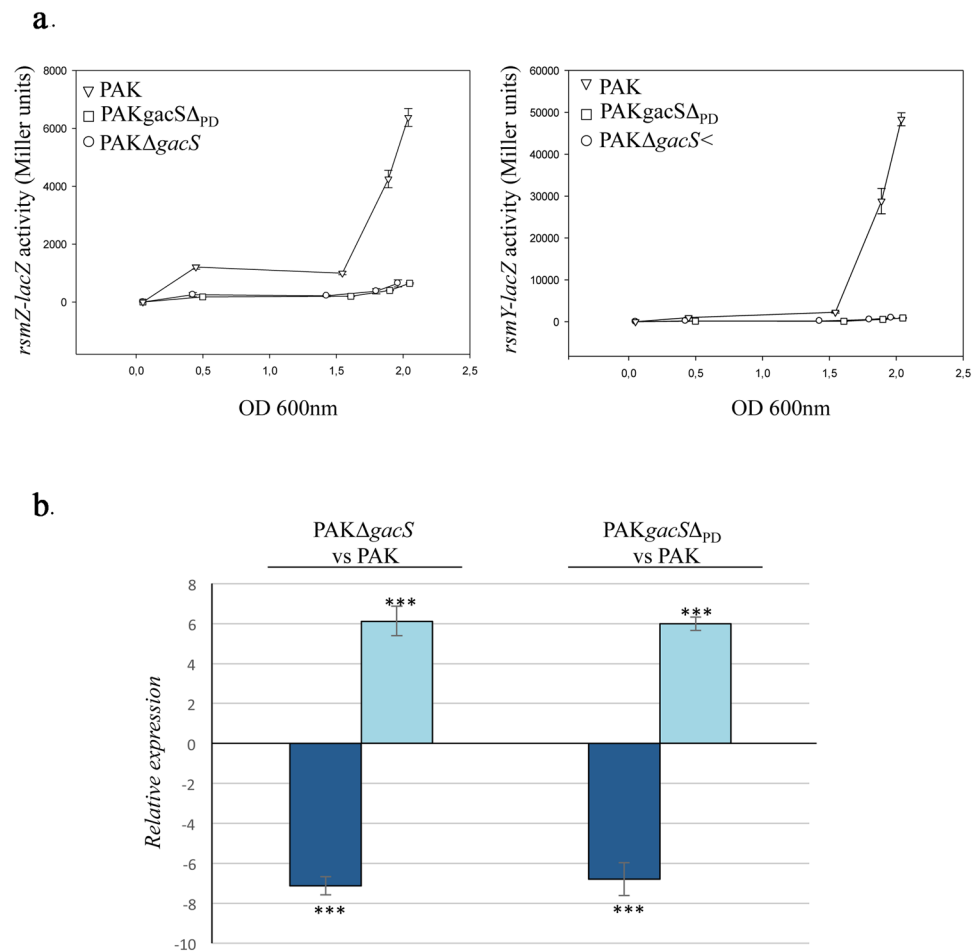 a.
rsmZ-lacZ activity (Miller units)
8000
6000
4000
2000
0
PAK
PAKgacSΔPD
PAKΔgacS
0,0 0,5 1,0 1,5 2,0 2,5
OD 600nm
rsmY-lacZ activity (Miller units)
60000
50000
40000
30000
20000
10000
0
PAK
PAKgacSΔPD
PAKΔgacS<
0,0 0,5 1,0 1,5 2,0 2,5
OD 600nm
b.
PAKΔgacS
vs PAK
PAKgacSΔPD
vs PAK
Relative expression
8
6
4
2
0
-2
-4
-6
-8
-10
***
***
***
***